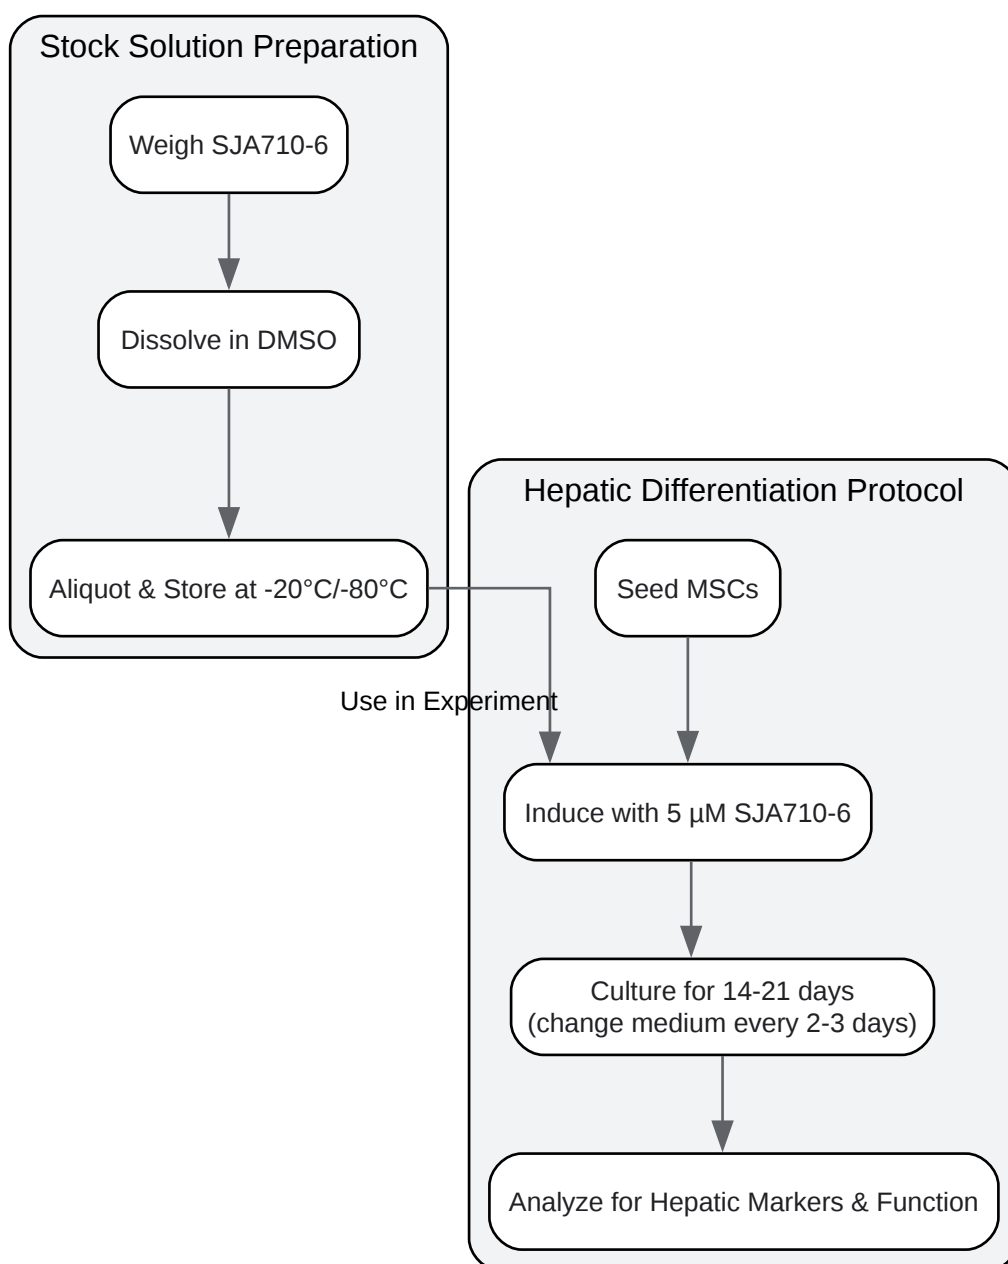 Stock Solution Preparation
Weigh SJA710-6
Dissolve in DMSO
Aliquot & Store at -20°C/-80°C
Use in Experiment
Hepatic Differentiation Protocol
Seed MSCs
Induce with 5 µM SJA710-6
Culture for 14-21 days
(change medium every 2-3 days)
Analyze for Hepatic Markers & Function